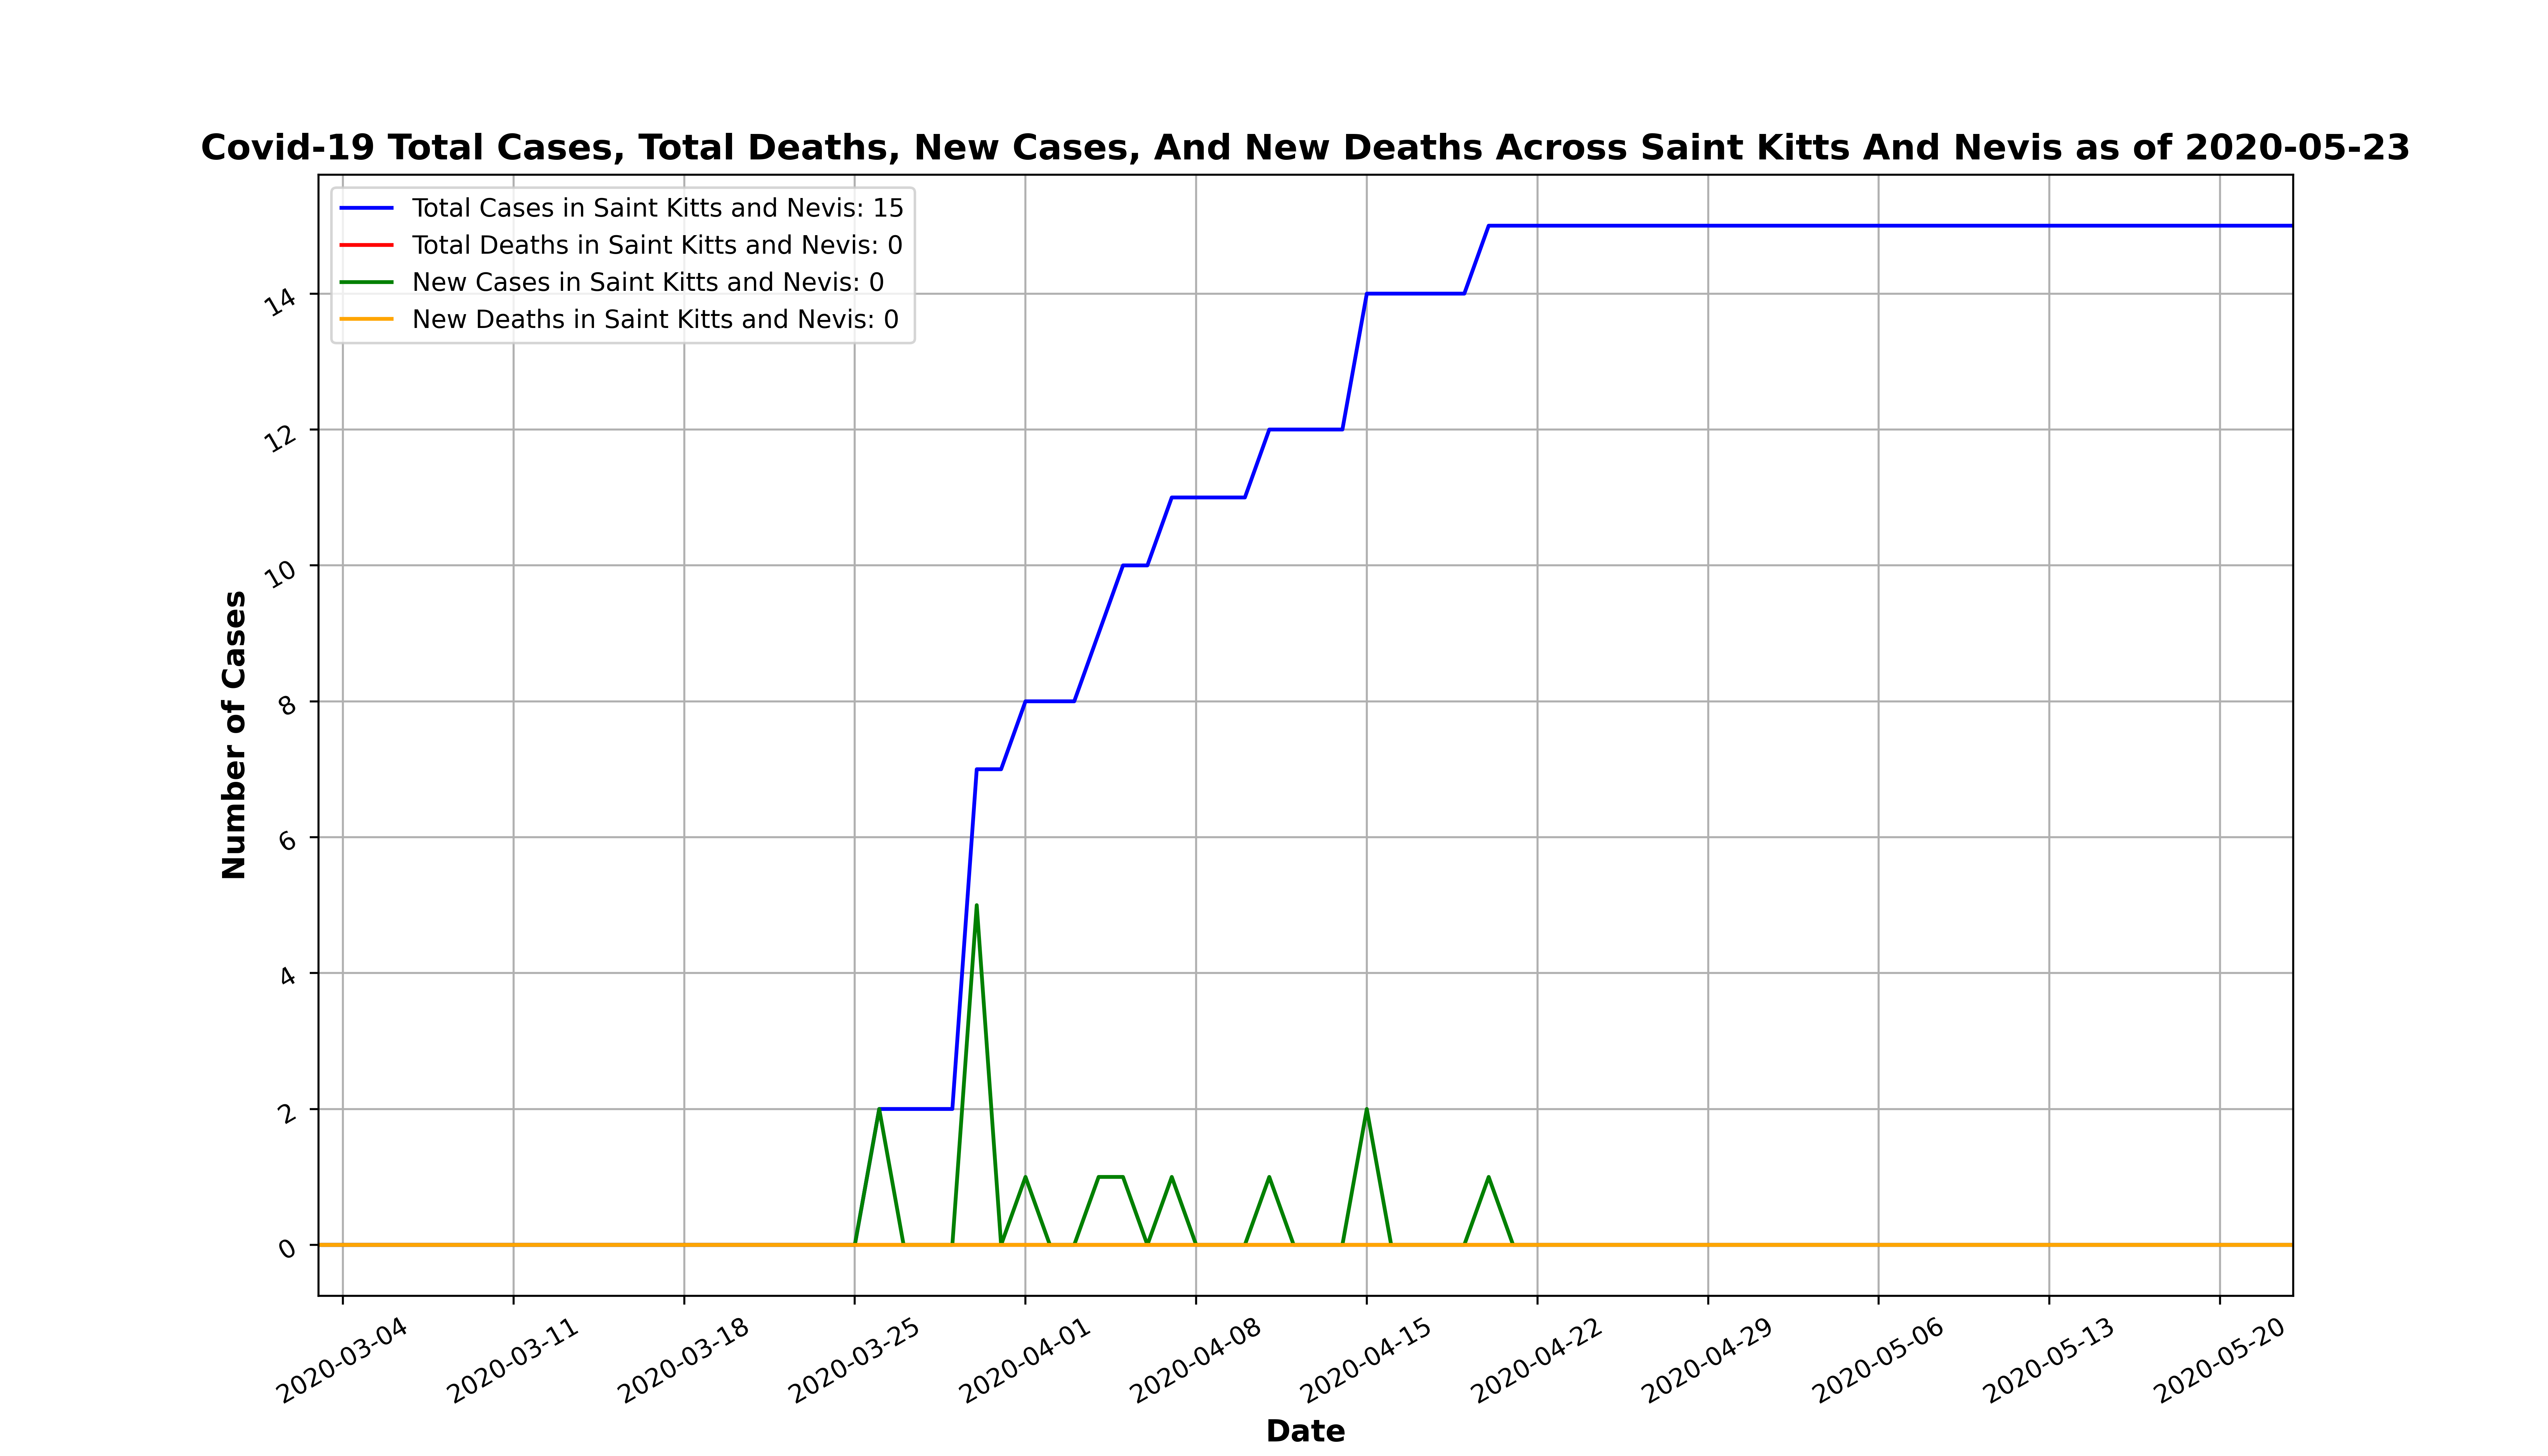 Covid-19 Total Cases, Total Deaths, New Cases, And New Deaths Across Saint Kitts And Nevis as of 2020-05-23
Total Cases in Saint Kitts and Nevis: 15
Total Deaths in Saint Kitts and Nevis: 0
New Cases in Saint Kitts and Nevis: 0
New Deaths in Saint Kitts and Nevis: 0
Number of Cases
14
12
10
8
6
4
2
0
2020-03-04
2020-03-11
2020-03-18
2020-03-25
2020-04-01
2020-04-08
2020-04-15
2020-04-22
2020-04-29
2020-05-06
2020-05-13
2020-05-20
Date